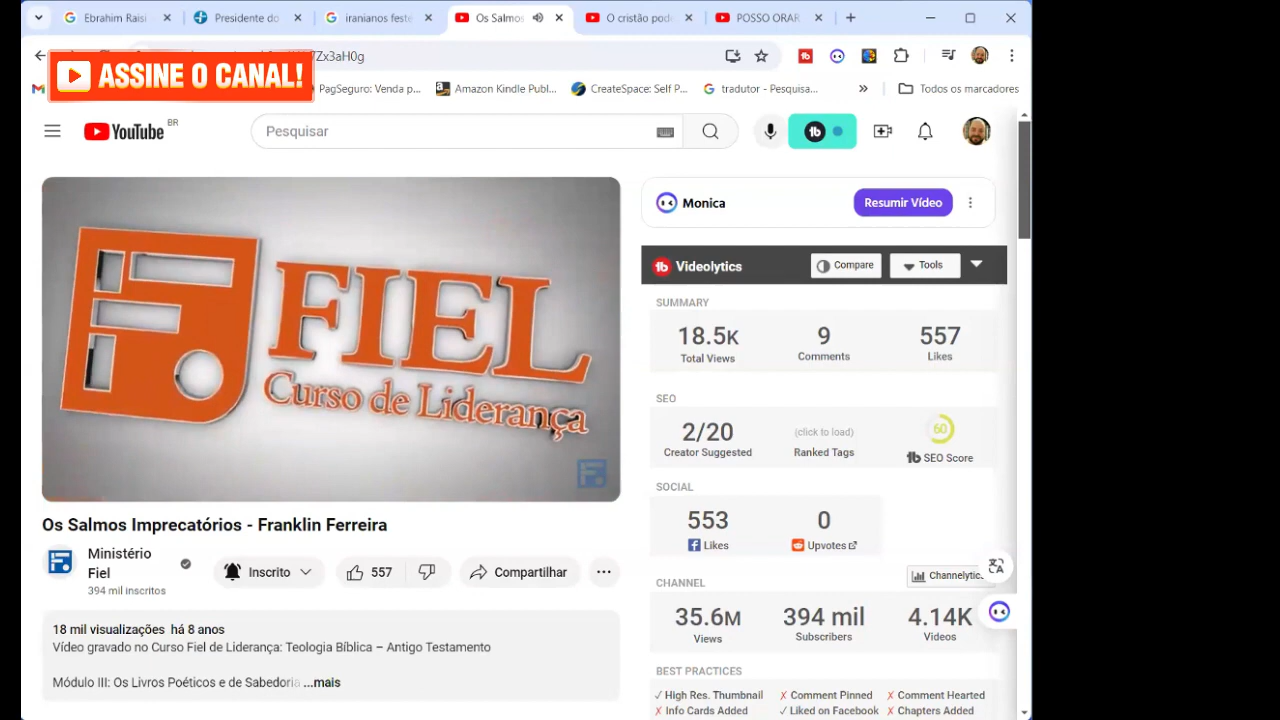 Ebrahim Raisi
Presidente do
iranianos feste
Os Salmos
O cristão pod
POSSO ORAR
Zx3aH0g
ASSINE O CANAL!
PagSeguro: Venda p...
Amazon Kindle Publ...
CreateSpace: Self P...
tradutor - Pesquisa...
»
Todos os marcadores
YouTube BR
Pesquisar
Monica
Resumir Vídeo
FIEL
Curso de Liderança
Videolytics
Compare
Tools
SUMMARY
18.5K
9
557
Total Views
Comments
Likes
SEO
2/20
(click to load)
60
Creator Suggested
Ranked Tags
SEO Score
SOCIAL
553
0
Likes
Upvotes
Os Salmos Imprecatórios - Franklin Ferreira
Ministério
Fiel
394 mil inscritos
Inscrito
557
Compartilhar
...
CHANNEL
Channelytics
35.6M
394 mil
4.14K
Views
Subscribers
Videos
18 mil visualizações há 8 anos
Vídeo gravado no Curso Fiel de Liderança: Teologia Bíblica – Antigo Testamento
Módulo III: Os Livros Poéticos e de Sabedoria ...mais
BEST PRACTICES
✓ High Res. Thumbnail
✗ Comment Pinned
✗ Comment Hearted
✗ Info Cards Added
✓ Liked on Facebook
✗ Chapters Added